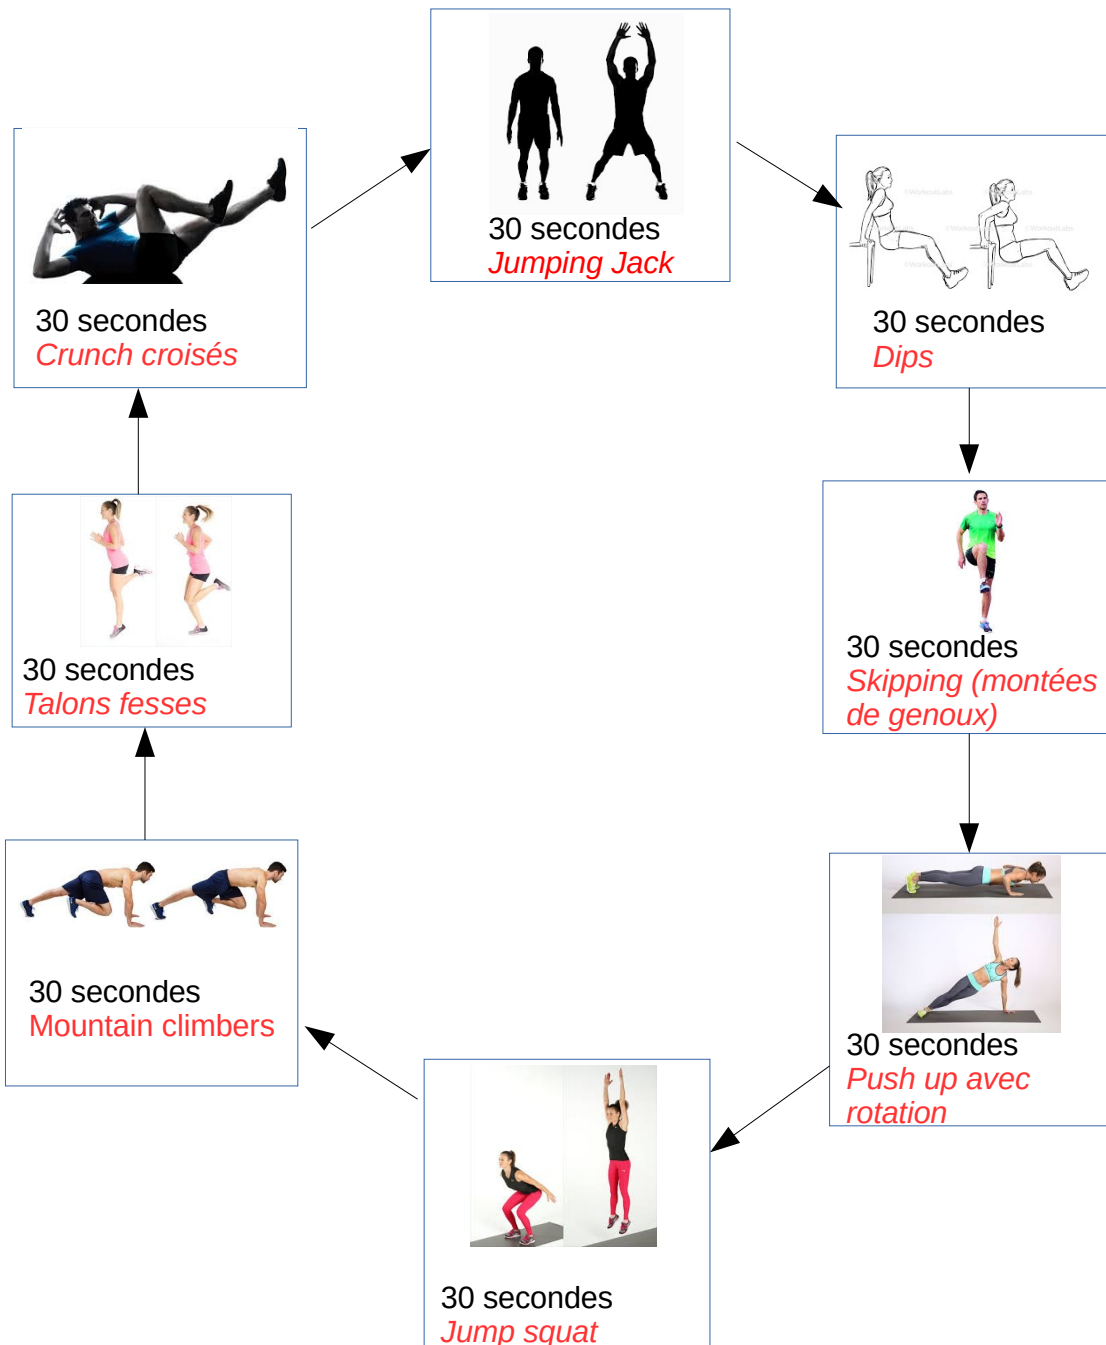 30 secondes
Jumping Jack
30 secondes
Dips
30 secondes
Skipping (montées
de genoux)
30 secondes
Push up avec
rotation
30 secondes
Jump squat
30 secondes
Mountain climbers
30 secondes
Talons fesses
30 secondes
Crunch croisés